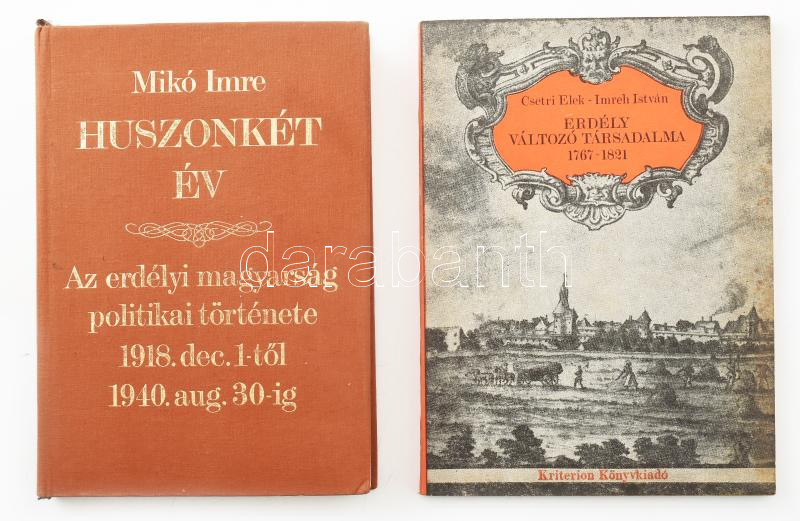 Mikó Imre
HUSZONKÉT
ÉV
Az erdélyi magyarság
politikai története
1918. dec. 1-től
1940. aug. 30-ig
Csetri Elek - Imreh István
ERDÉLY
VÁLTOZÓ TÁRSADALMA
1767-1821
Kriterion Könyvkiadó
darabanth